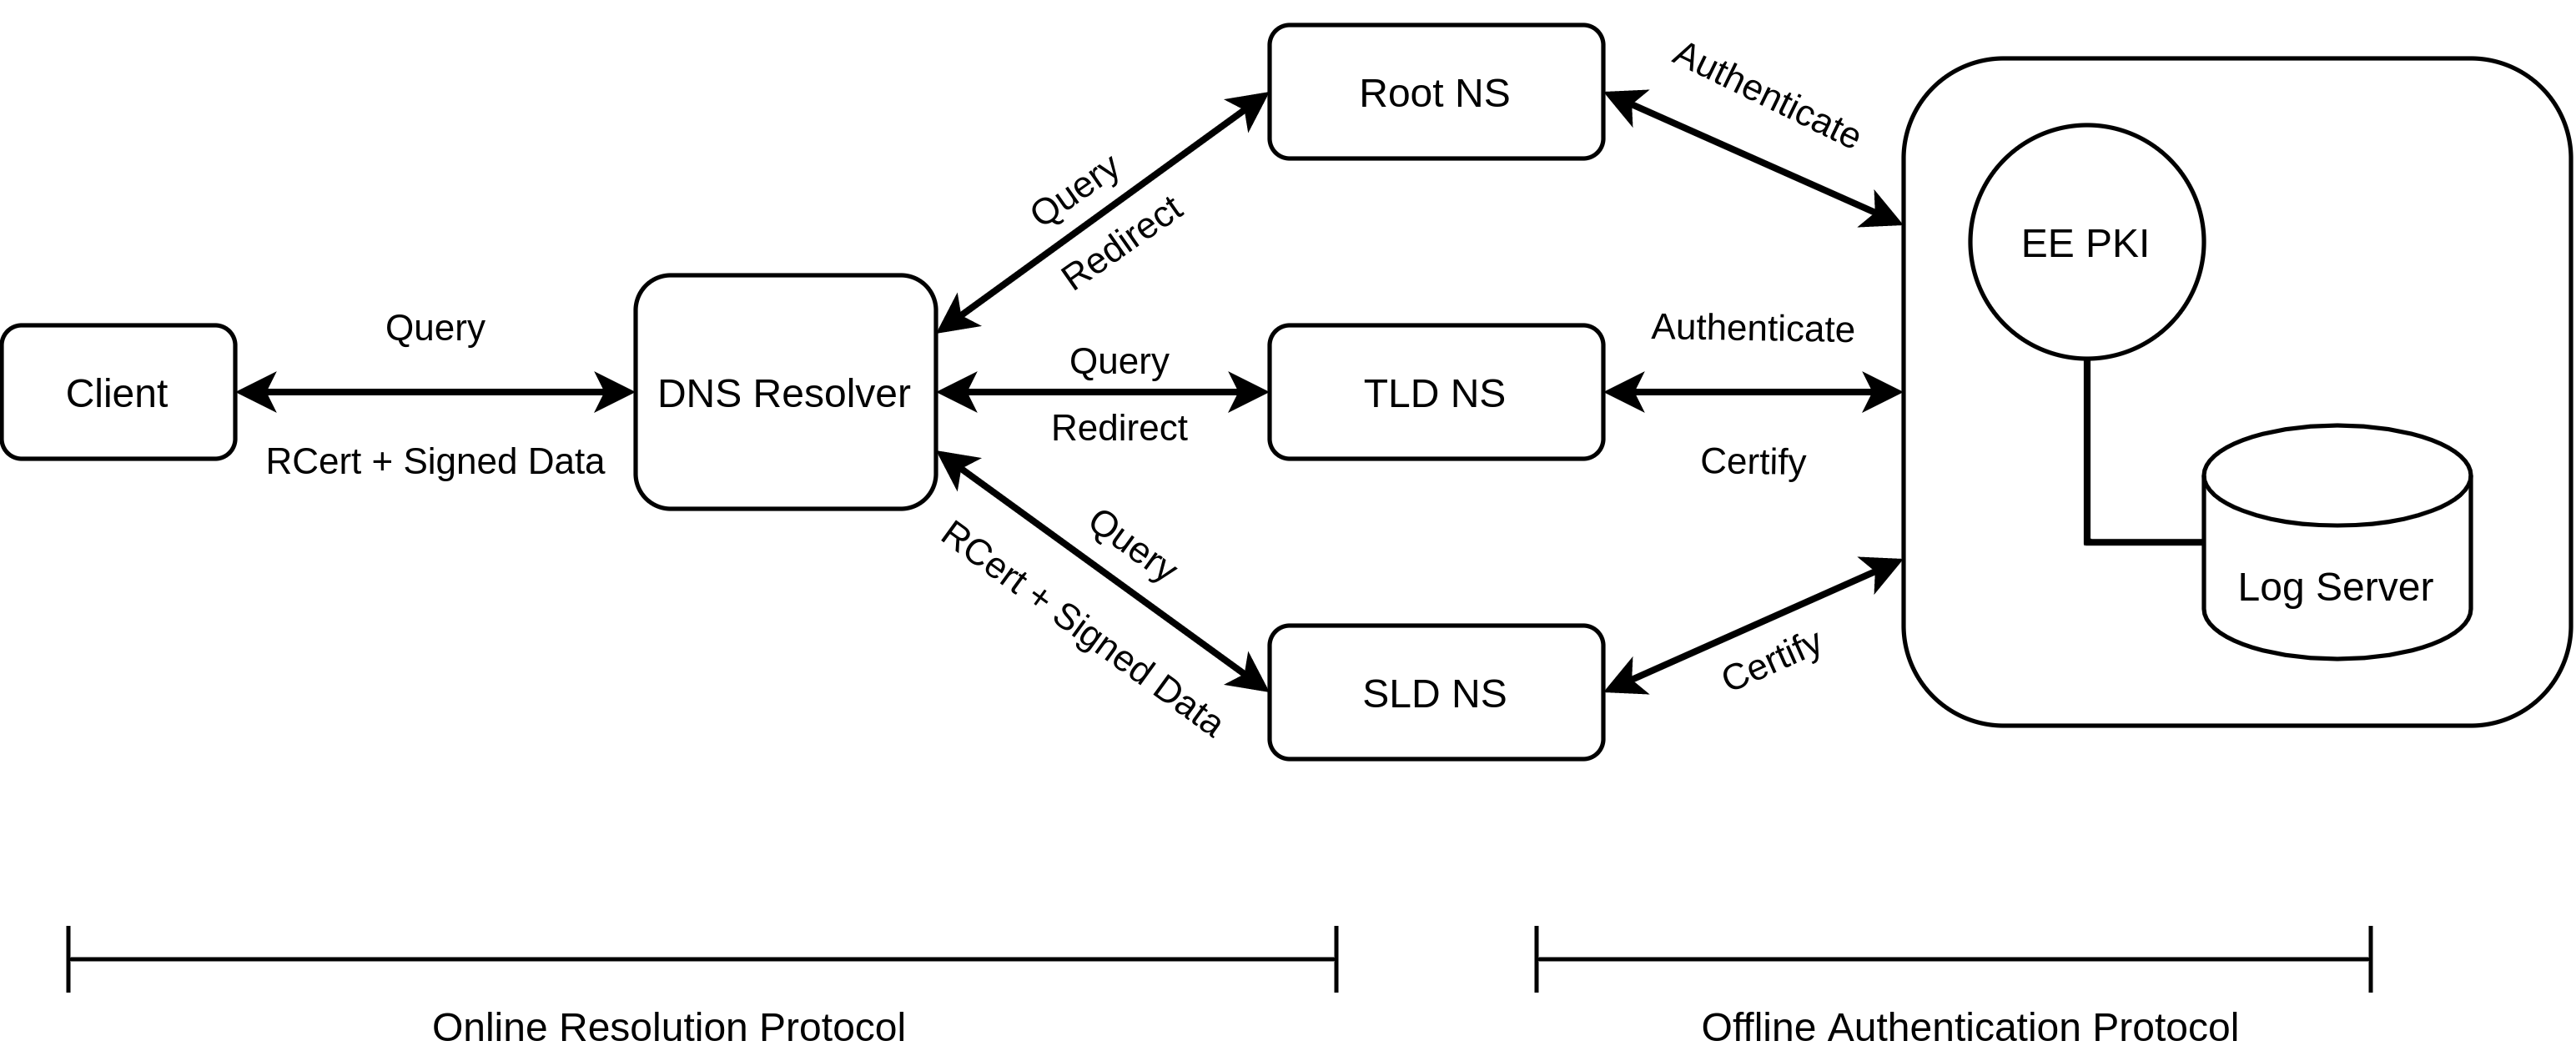 Root NS
Authenticate
Query
Redirect
EE PKI
Query
Client
RCert + Signed Data
DNS Resolver
Query
Redirect
TLD NS
Authenticate
Certify
Query
RCert + Signed Data
SLD NS
Certify
Log Server
Online Resolution Protocol
Offline Authentication Protocol